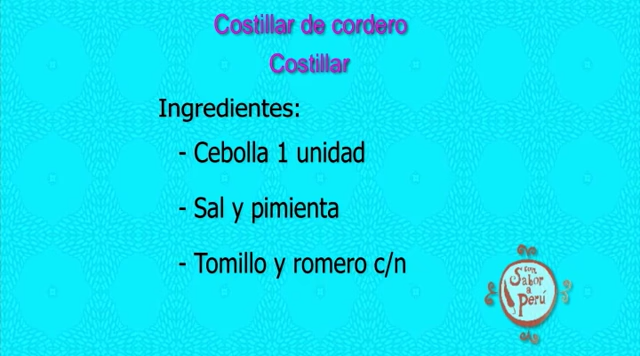 Costillar de cordero
Costillar
Ingredientes:
- Cebolla 1 unidad
- Sal y pimienta
- Tomillo y romero c/n
con
Sabor
a
Perú